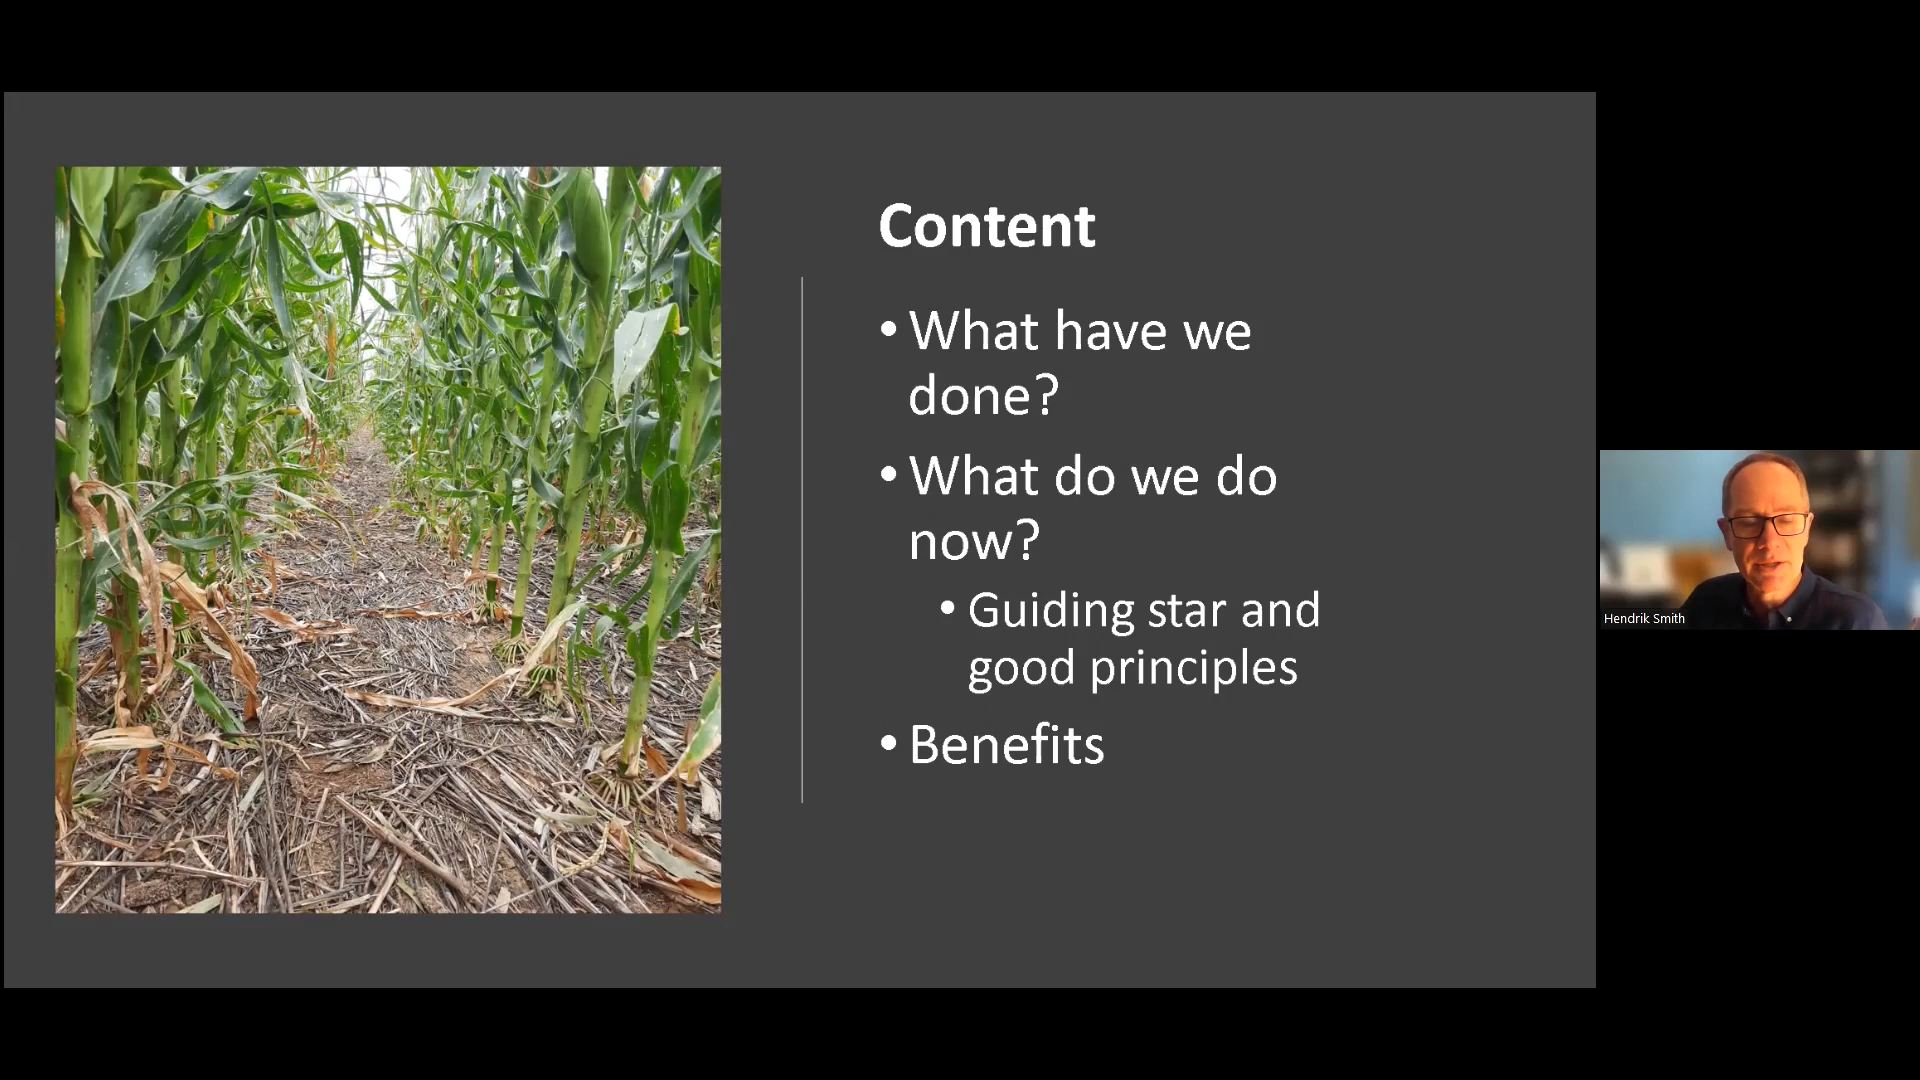 Content
• What have we
done?
• What do we do
now?
• Guiding star and
good principles
• Benefits
Hendrik Smith